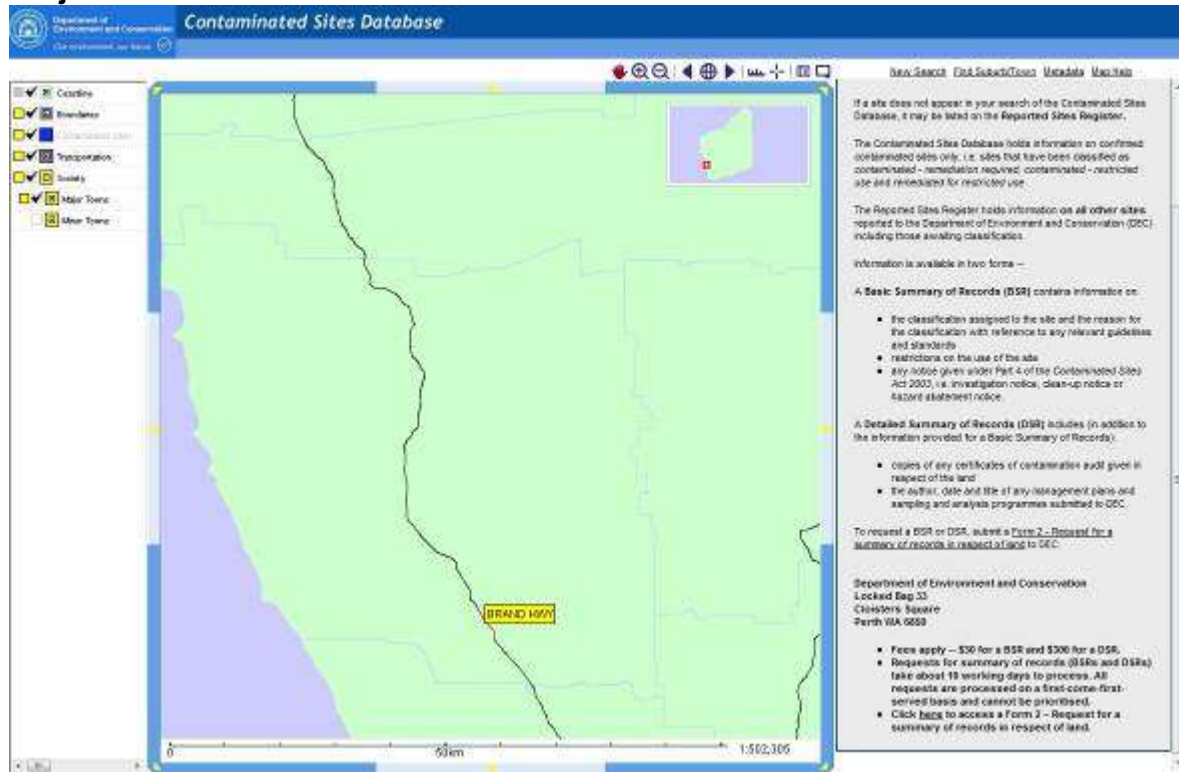 Department of
Environment and Conservation
Our environment, our future
Contaminated Sites Database
New Search Find Suburb/Town Metadata Map Help
Coastline
Boundaries
Transportation
Society
Major Towns
Minor Towns
BRAND HWY
0
50km
1:502,305
If a site does not appear in your search of the Contaminated Sites
Database, it may be listed on the Reported Sites Register.
The Contaminated Sites Database holds information on confirmed
contaminated sites only, i.e. sites that have been classified as
contaminated - remediation required, contaminated - restricted
use and remediated for restricted use
The Reported Sites Register holds information on all other sites
reported to the Department of Environment and Conservation (DEC)
including those awaiting classification.
Information is available in two forms —
A Basic Summary of Records (BSR) contains information on
• the classification assigned to the site and the reason for
the classification with reference to any relevant guidelines
and standards
• restrictions on the use of the site
• any notice given under Part 4 of the Contaminated Sites
Act 2003, i.e. investigation notice, clean-up notice or
hazard abatement notice.
A Detailed Summary of Records (DSR) includes (in addition to
the information provided for a Basic Summary of Records):
• copies of any certificates of contamination audit given in
respect of the land
• the author, date and title of any management plans and
sampling and analysis programmes submitted to DEC.
To request a BSR or DSR, submit a Form 2 - Request for a
summary of records in respect of land to DEC:
Department of Environment and Conservation
Locked Bag 33
Cloisters Square
Perth WA 6850
• Fees apply – $30 for a BSR and $300 for a DSR.
• Requests for summary of records (BSRs and DSRs)
take about 10 working days to process. All
requests are processed on a first-come-first-
served basis and cannot be prioritised.
• Click here to access a Form 2 – Request for a
summary of records in respect of land.